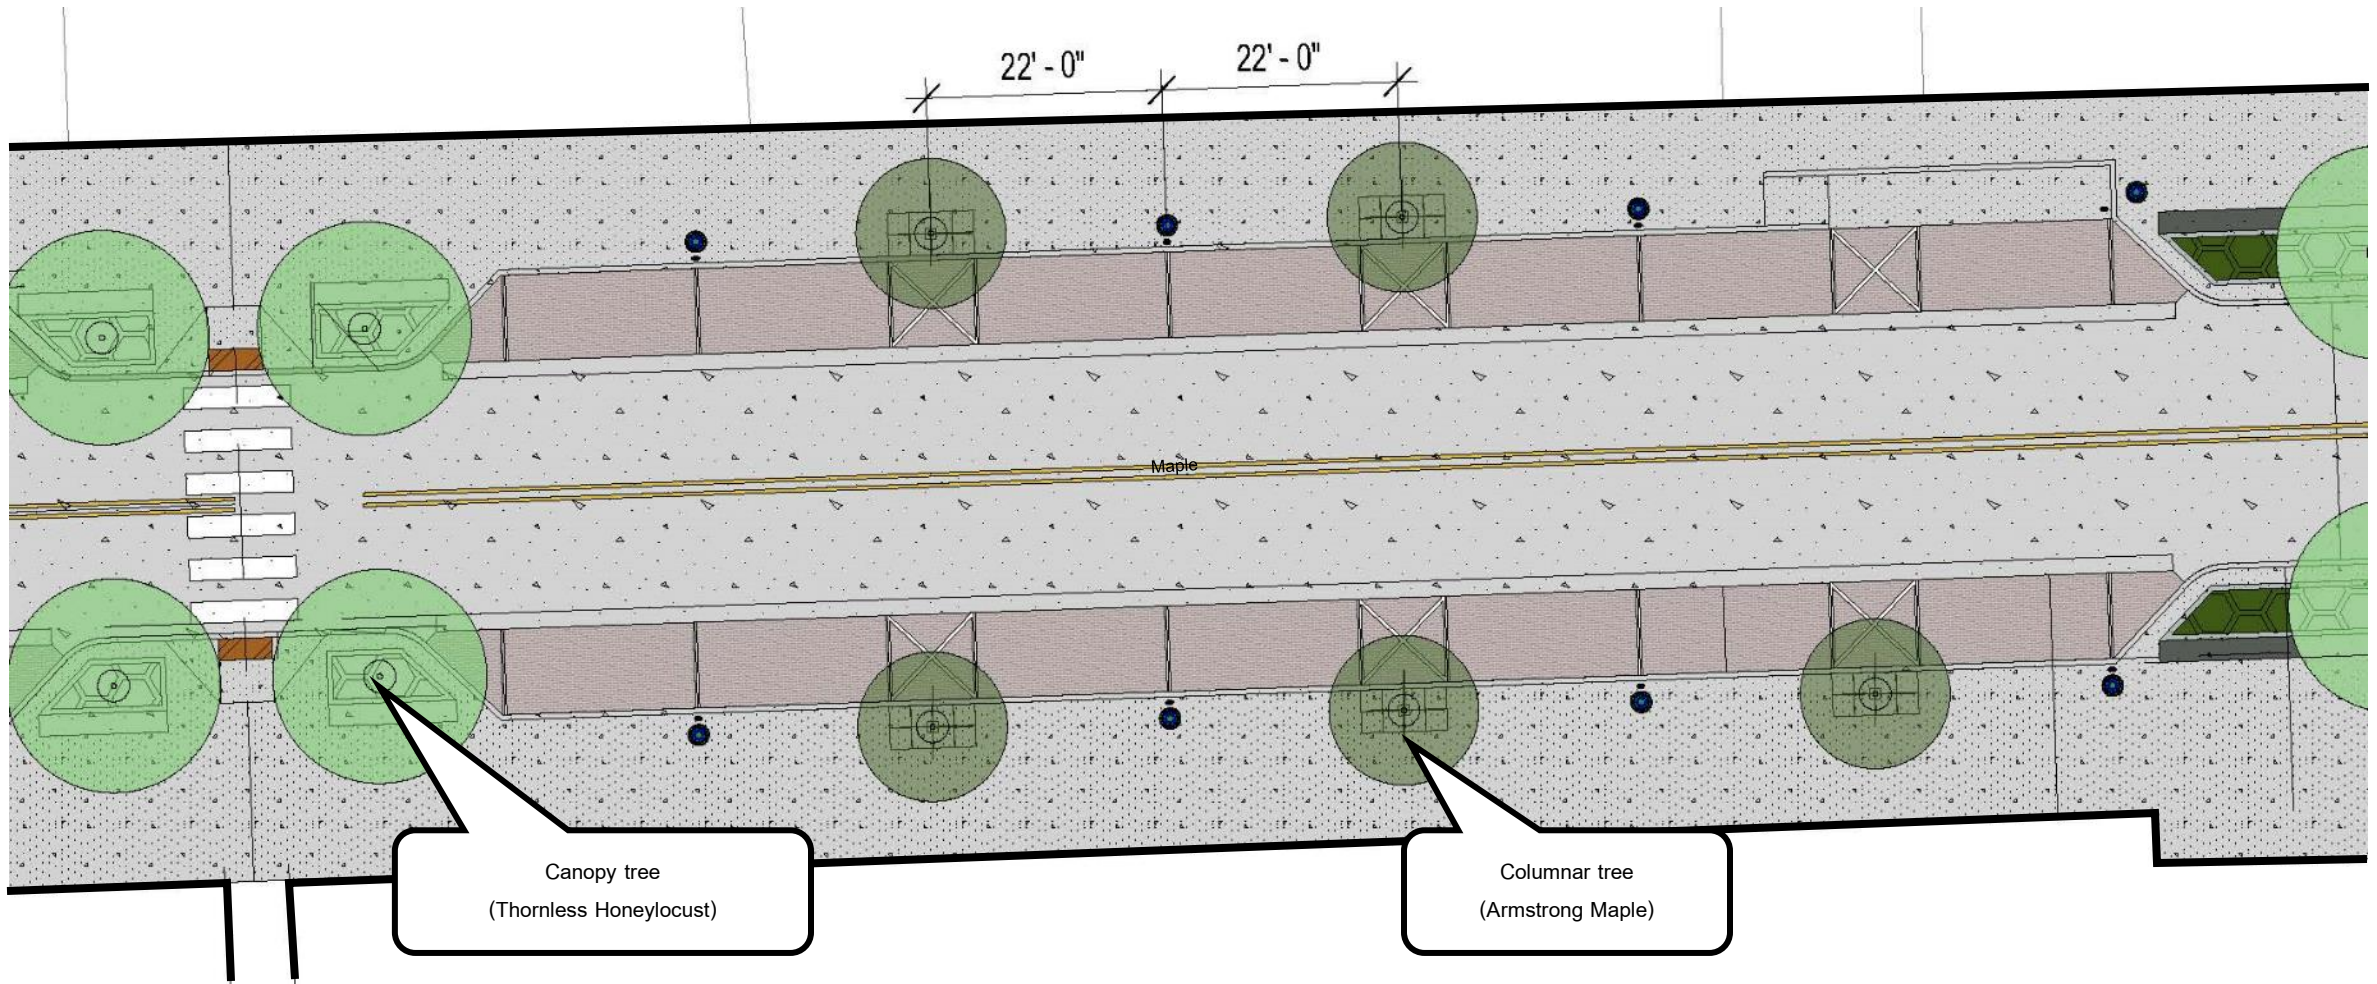 22' - 0"
22' - 0"
Maple
Canopy tree
(Thornless Honeylocust)
Columnar tree
(Armstrong Maple)